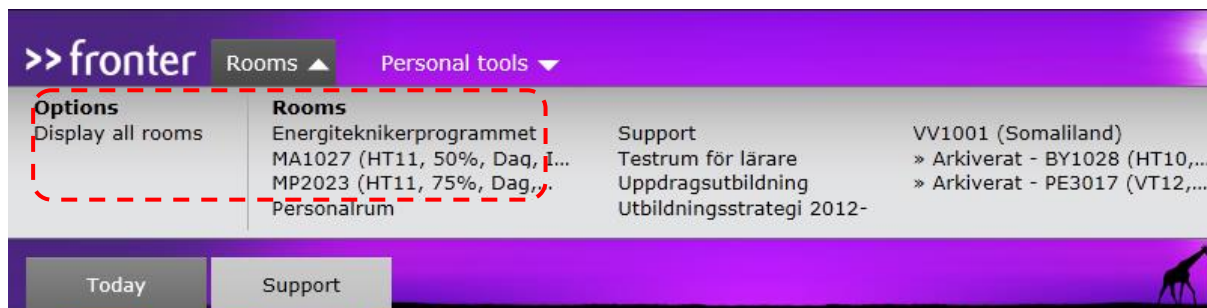 >>fronter Rooms ▲ Personal tools ▼
Options
Display all rooms
Rooms
Energiteknikerprogrammet
MA1027 (HT11, 50%, Dag, I...
MP2023 (HT11, 75%, Dag,...
Personalrum
Support
Testrum för lärare
Uppdragsutbildning
Utbildningsstrategi 2012-
VV1001 (Somaliland)
» Arkiverat - BY1028 (HT10,...
» Arkiverat - PE3017 (VT12,...
Today Support